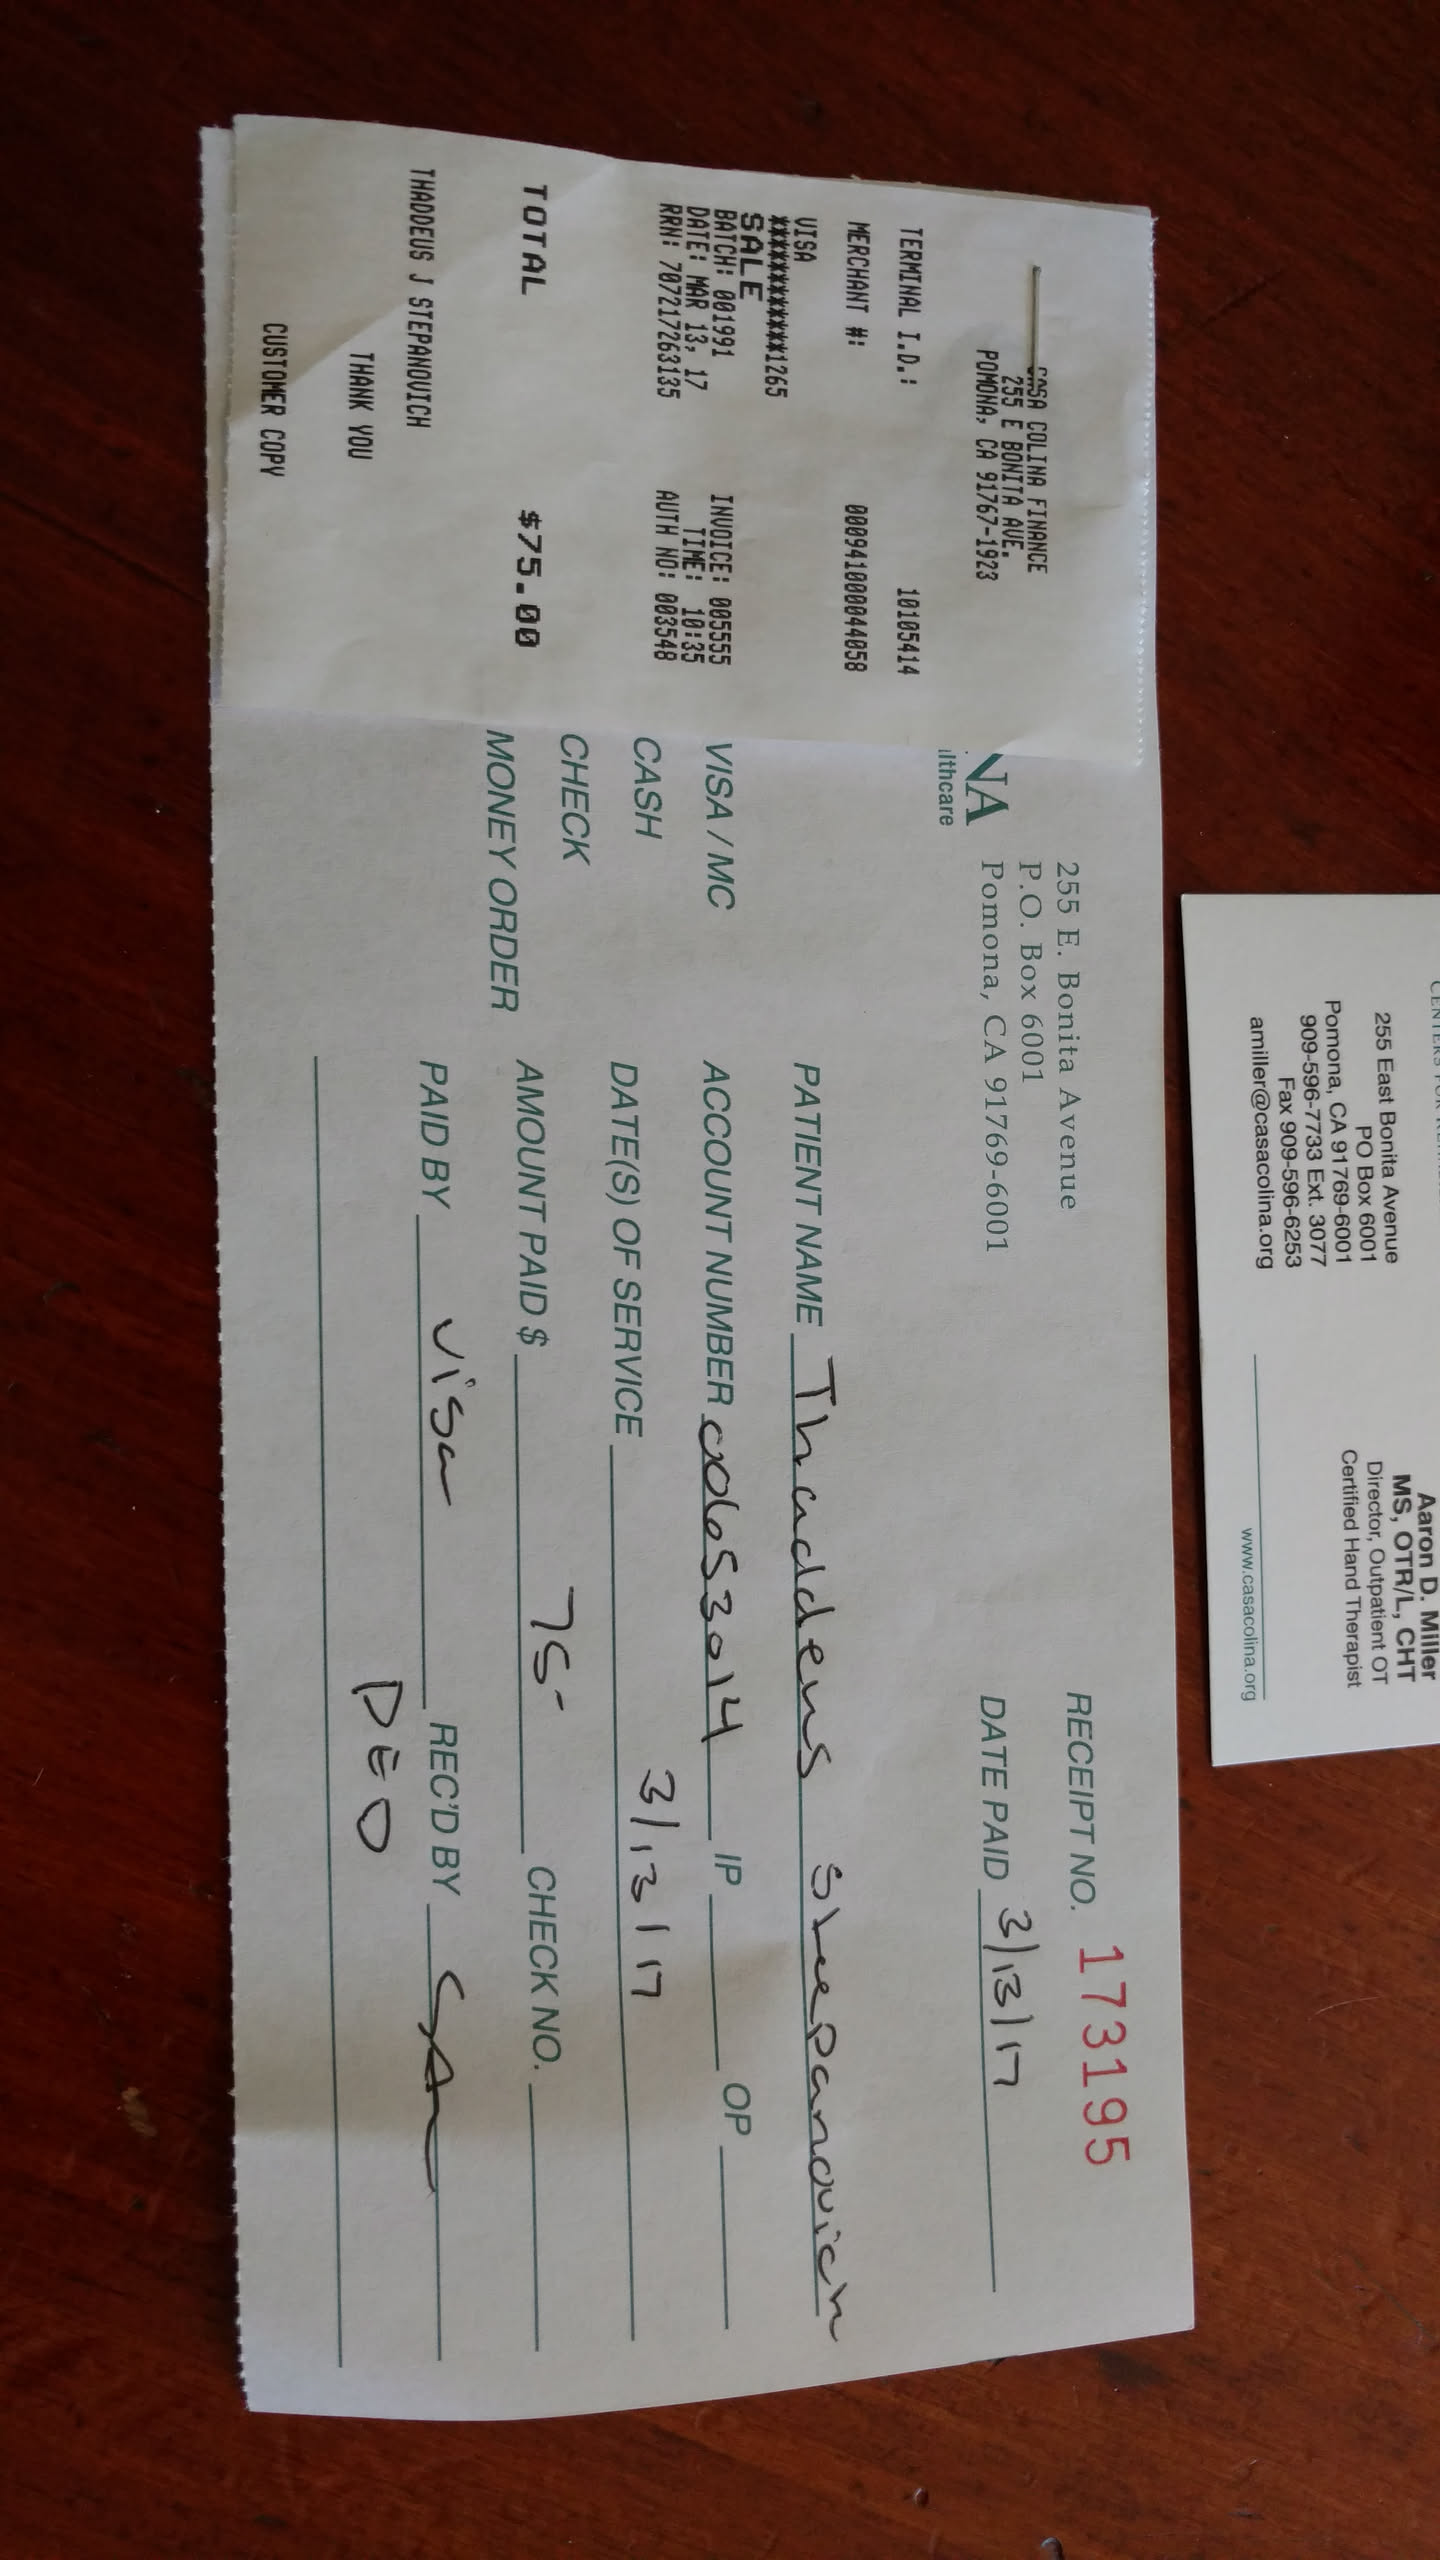 CASA COLINA FINANCE
255 E BONITA AVE.
POMONA, CA 91767-1923
TERMINAL I.D.: 10105414
MERCHANT #: 000941000044058
VISA
************1265
SALE
BATCH: 001991 INVOICE: 005555
DATE: MAR 13, 17 TIME: 10:35
RRN: 707217263135 AUTH NO: 003548
TOTAL $75.00
THADDEUS J STEPANOVICH
THANK YOU
CUSTOMER COPY
NA
lthcare
255 E. Bonita Avenue
P.O. Box 6001
Pomona, CA 91769-6001
RECEIPT NO. 173195
DATE PAID 3/13/17
PATIENT NAME Thaddeus Steepanovich
VISA / MC
CASH
CHECK
MONEY ORDER
ACCOUNT NUMBER IP OP
DATE(S) OF SERVICE 3/13/17
AMOUNT PAID $ 75- CHECK NO.
PAID BY visa REC'D BY
DEO
255 East Bonita Avenue
PO Box 6001
Pomona, CA 91769-6001
909-596-7733 Ext. 3077
Fax 909-596-6253
amiller@casacolina.org
Aaron D. Miller
MS, OTR/L, CHT
Director, Outpatient OT
Certified Hand Therapist
www.casacolina.org